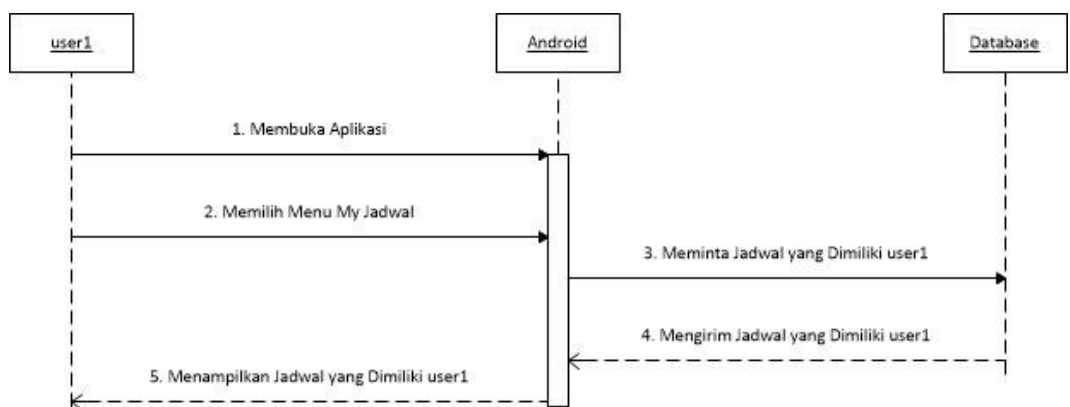 user1
Android
Database
1. Membuka Aplikasi
2. Memilih Menu My Jadwal
3. Meminta Jadwal yang Dimiliki user1
4. Mengirim Jadwal yang Dimiliki user1
5. Menampilkan Jadwal yang Dimiliki user1